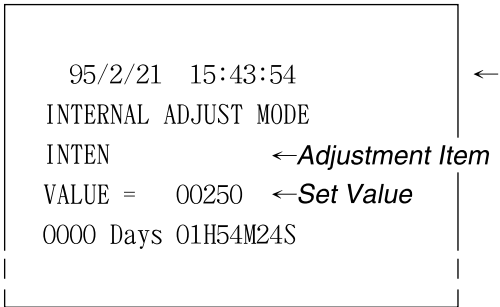 95/2/21 15:43:54 ←
INTERNAL ADJUST MODE
INTEN ←Adjustment Item
VALUE = 00250 ←Set Value
0000 Days 01H54M24S